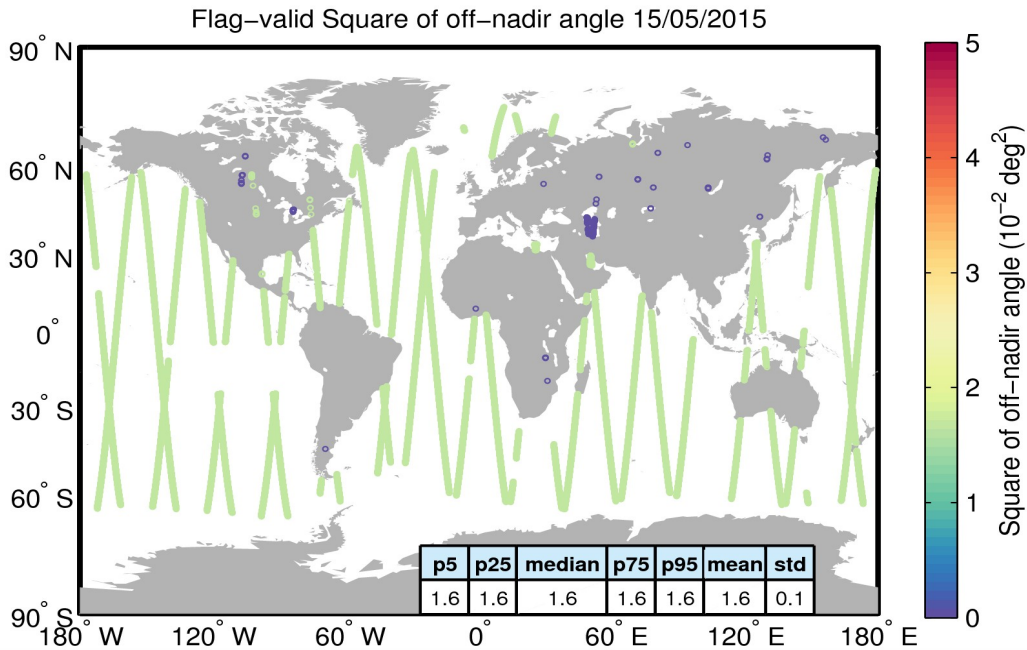 Flag−valid Square of off−nadir angle 15/05/2015
90° N
60° N
30° N
0°
30° S
60° S
90° S
180° W
120° W
60° W
0°
60° E
120° E
180° E
p5 p25 median p75 p95 mean std
1.6 1.6 1.6 1.6 1.6 1.6 0.1
5
4
3
2
1
0
Square of off−nadir angle (10⁻² deg²)